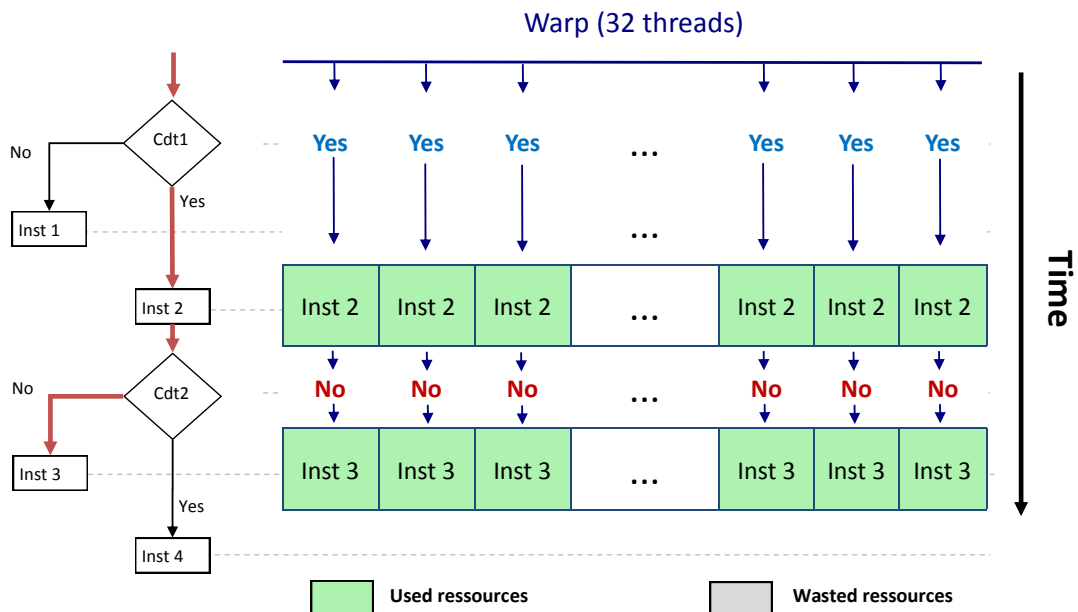 Warp (32 threads)
Cdt1
No
Yes Yes Yes ... Yes Yes Yes
Yes
Inst 1
...
Time
Inst 2
Inst 2 Inst 2 Inst 2 ... Inst 2 Inst 2 Inst 2
No
Cdt2
No No No ... No No No
Inst 3
Inst 3 Inst 3 Inst 3 ... Inst 3 Inst 3 Inst 3
Yes
Inst 4
Used ressources
Wasted ressources